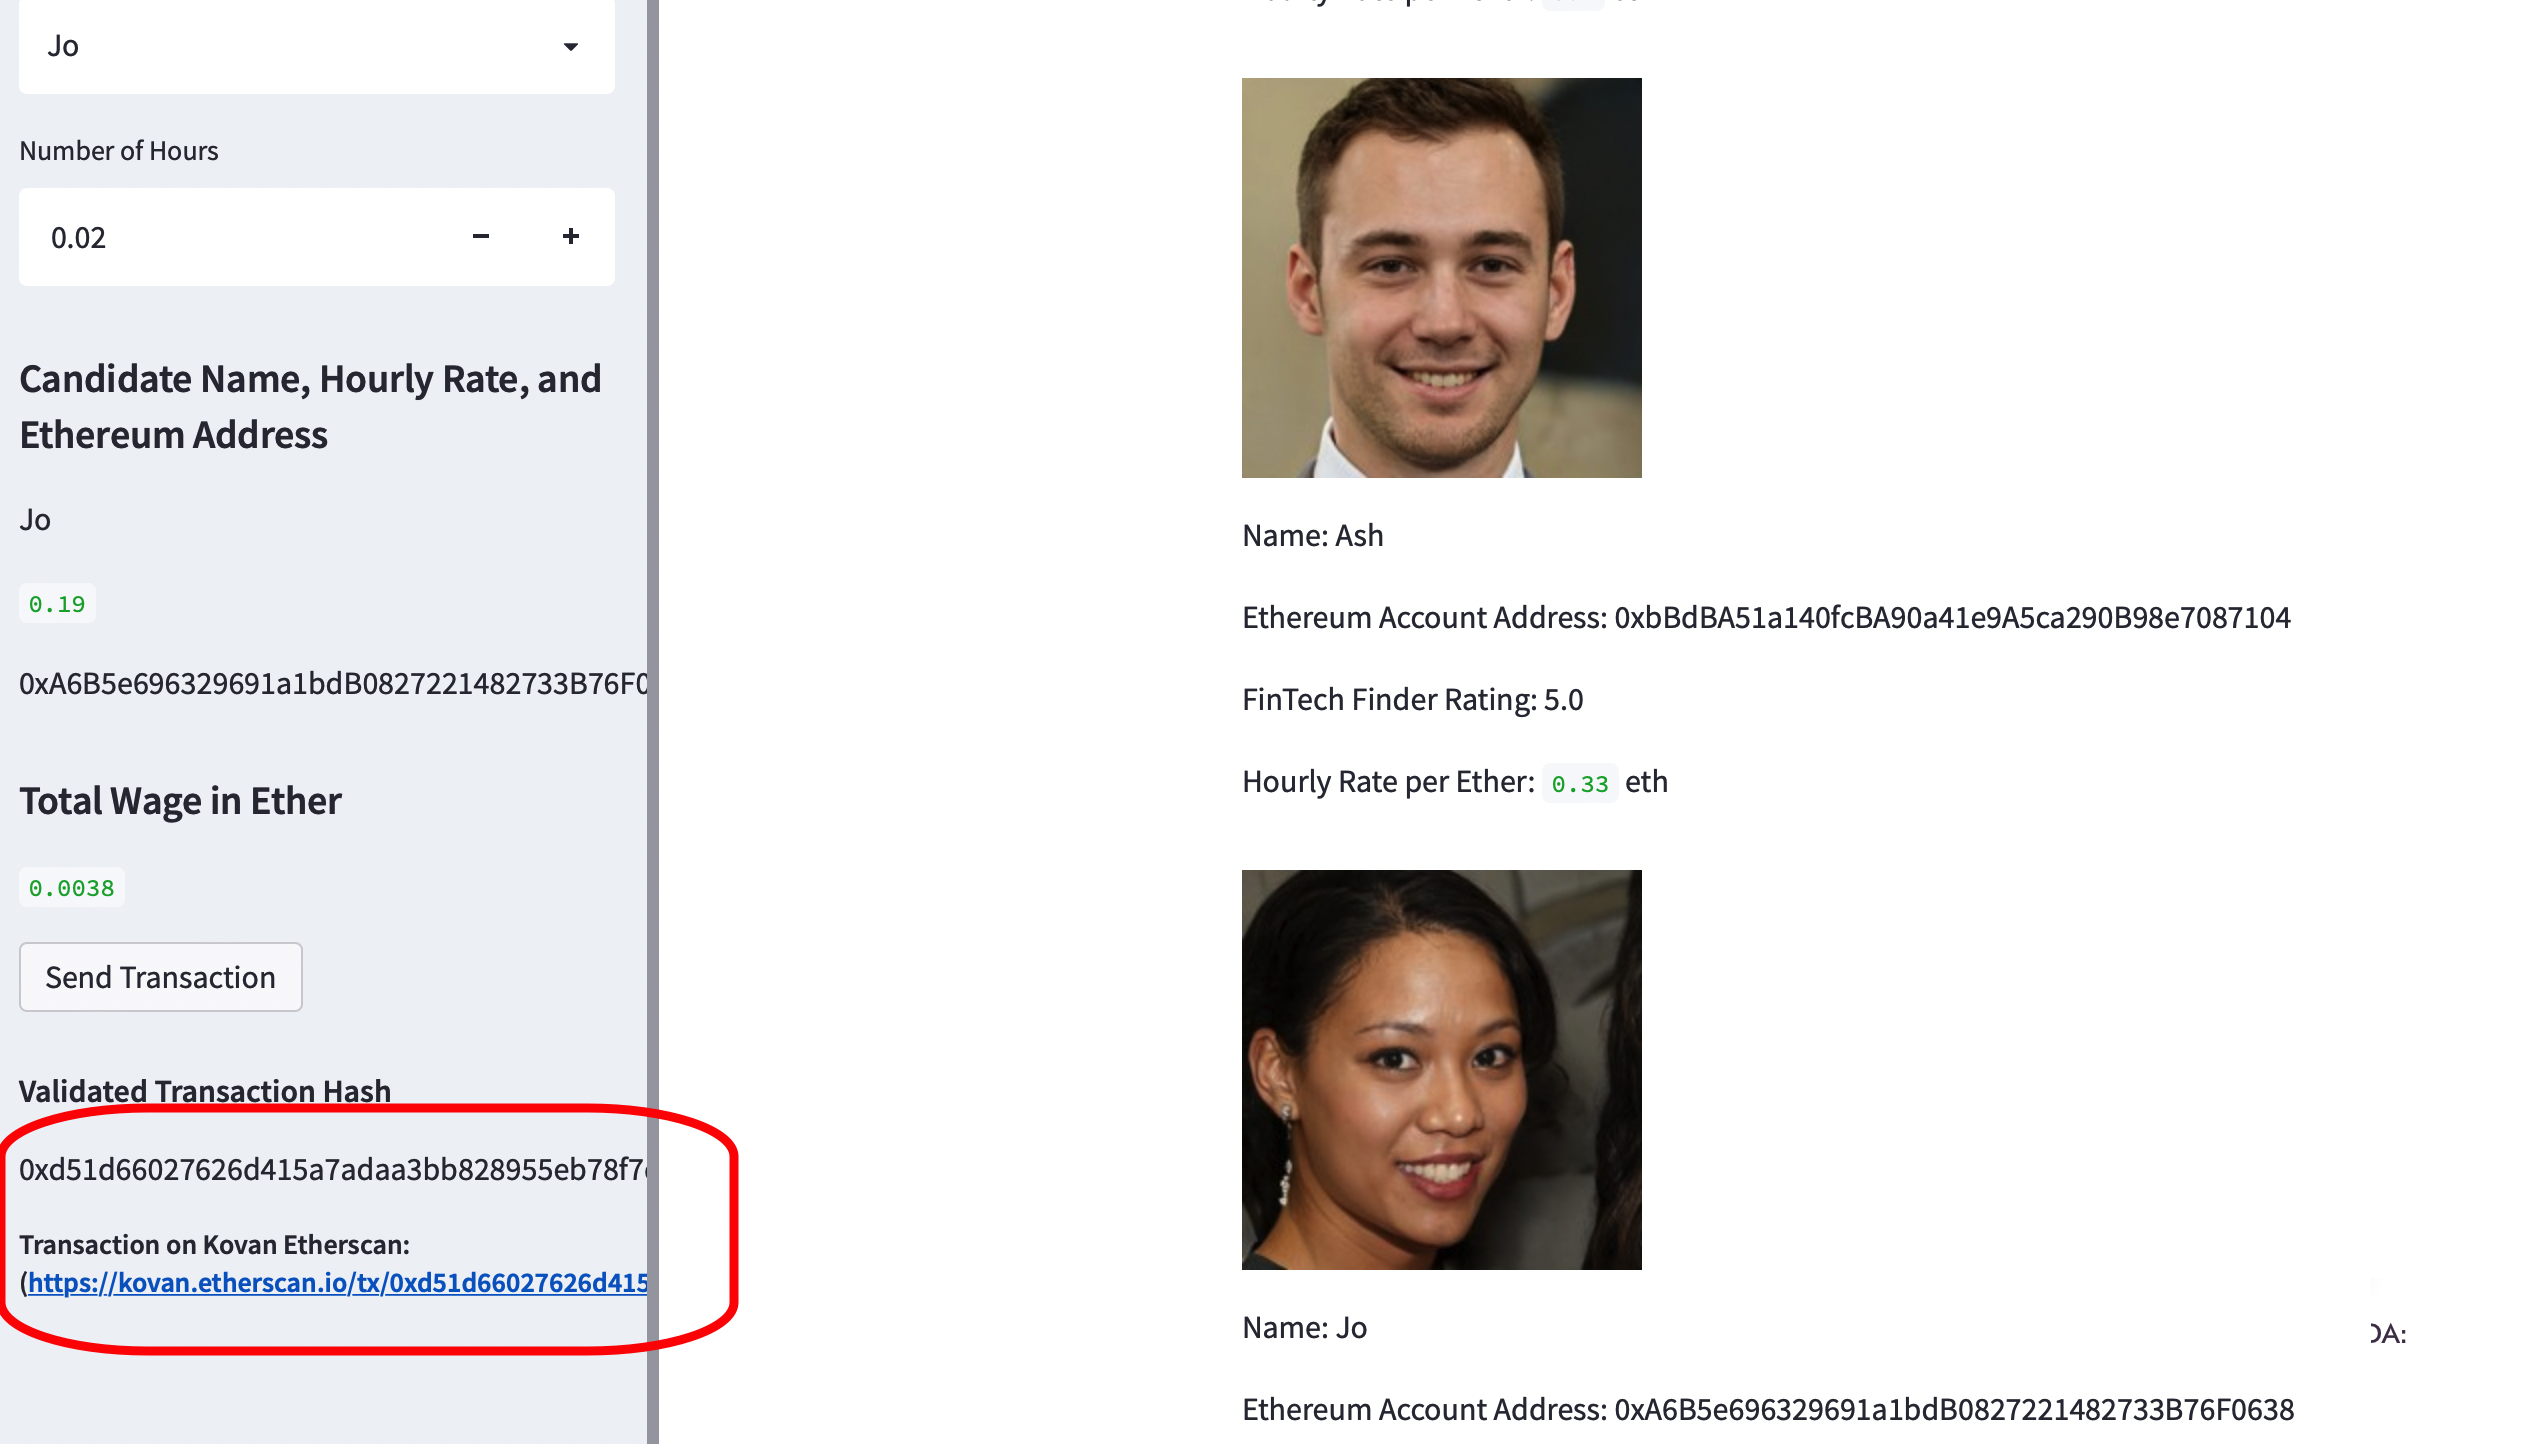 Jo
Number of Hours
0.02 − +
Candidate Name, Hourly Rate, and
Ethereum Address
Jo
0.19
0xA6B5e696329691a1bdB0827221482733B76F0
Total Wage in Ether
0.0038
Send Transaction
Validated Transaction Hash
0xd51d66027626d415a7adaa3bb828955eb78f7
Transaction on Kovan Etherscan:
(https://kovan.etherscan.io/tx/0xd51d66027626d415
Name: Ash
Ethereum Account Address: 0xbBdBA51a140fcBA90a41e9A5ca290B98e7087104
FinTech Finder Rating: 5.0
Hourly Rate per Ether: 0.33 eth
Name: Jo
Ethereum Account Address: 0xA6B5e696329691a1bdB0827221482733B76F0638